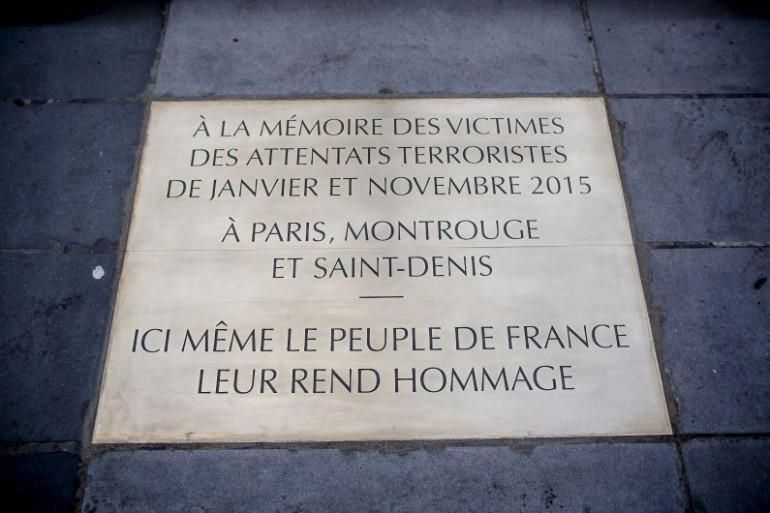 À LA MÉMOIRE DES VICTIMES
DES ATTENTATS TERRORISTES
DE JANVIER ET NOVEMBRE 2015
À PARIS, MONTROUGE
ET SAINT-DENIS
ICI MÊME LE PEUPLE DE FRANCE
LEUR REND HOMMAGE